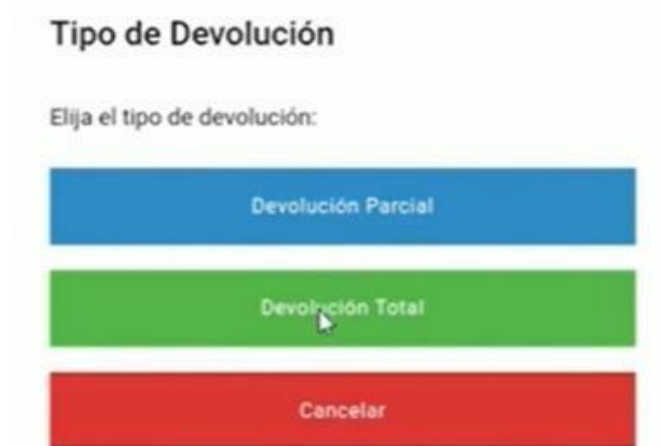 Tipo de Devolución
Elija el tipo de devolución:
Devolución Parcial
Devolución Total
Cancelar